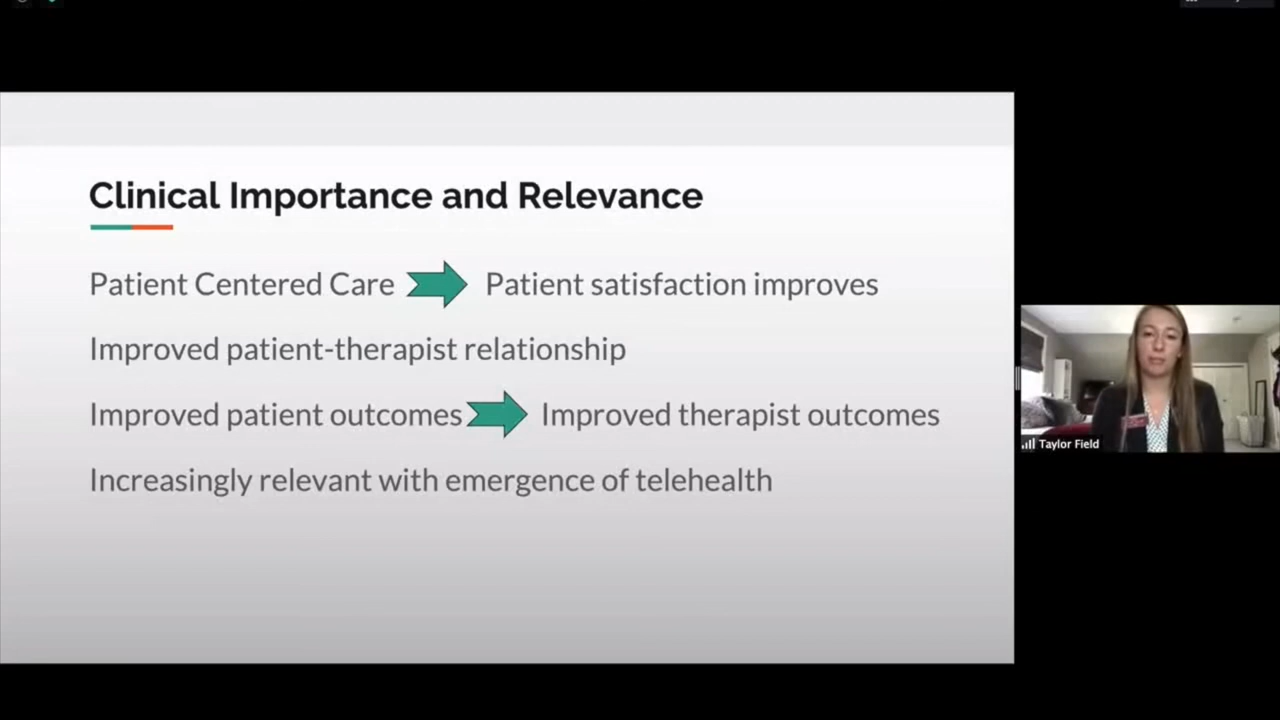 Clinical Importance and Relevance
Patient Centered Care Patient satisfaction improves
Improved patient-therapist relationship
Improved patient outcomes Improved therapist outcomes
Increasingly relevant with emergence of telehealth
Taylor Field